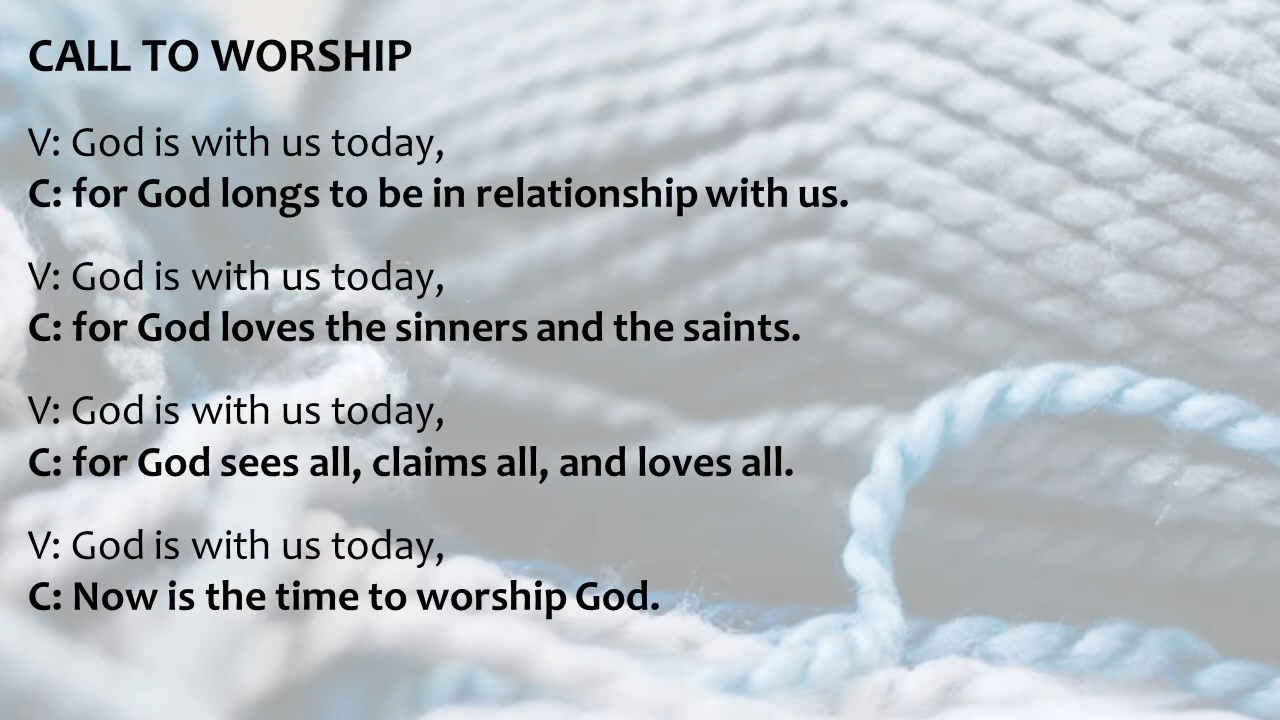 CALL TO WORSHIP
V: God is with us today,
C: for God longs to be in relationship with us.
V: God is with us today,
C: for God loves the sinners and the saints.
V: God is with us today,
C: for God sees all, claims all, and loves all.
V: God is with us today,
C: Now is the time to worship God.